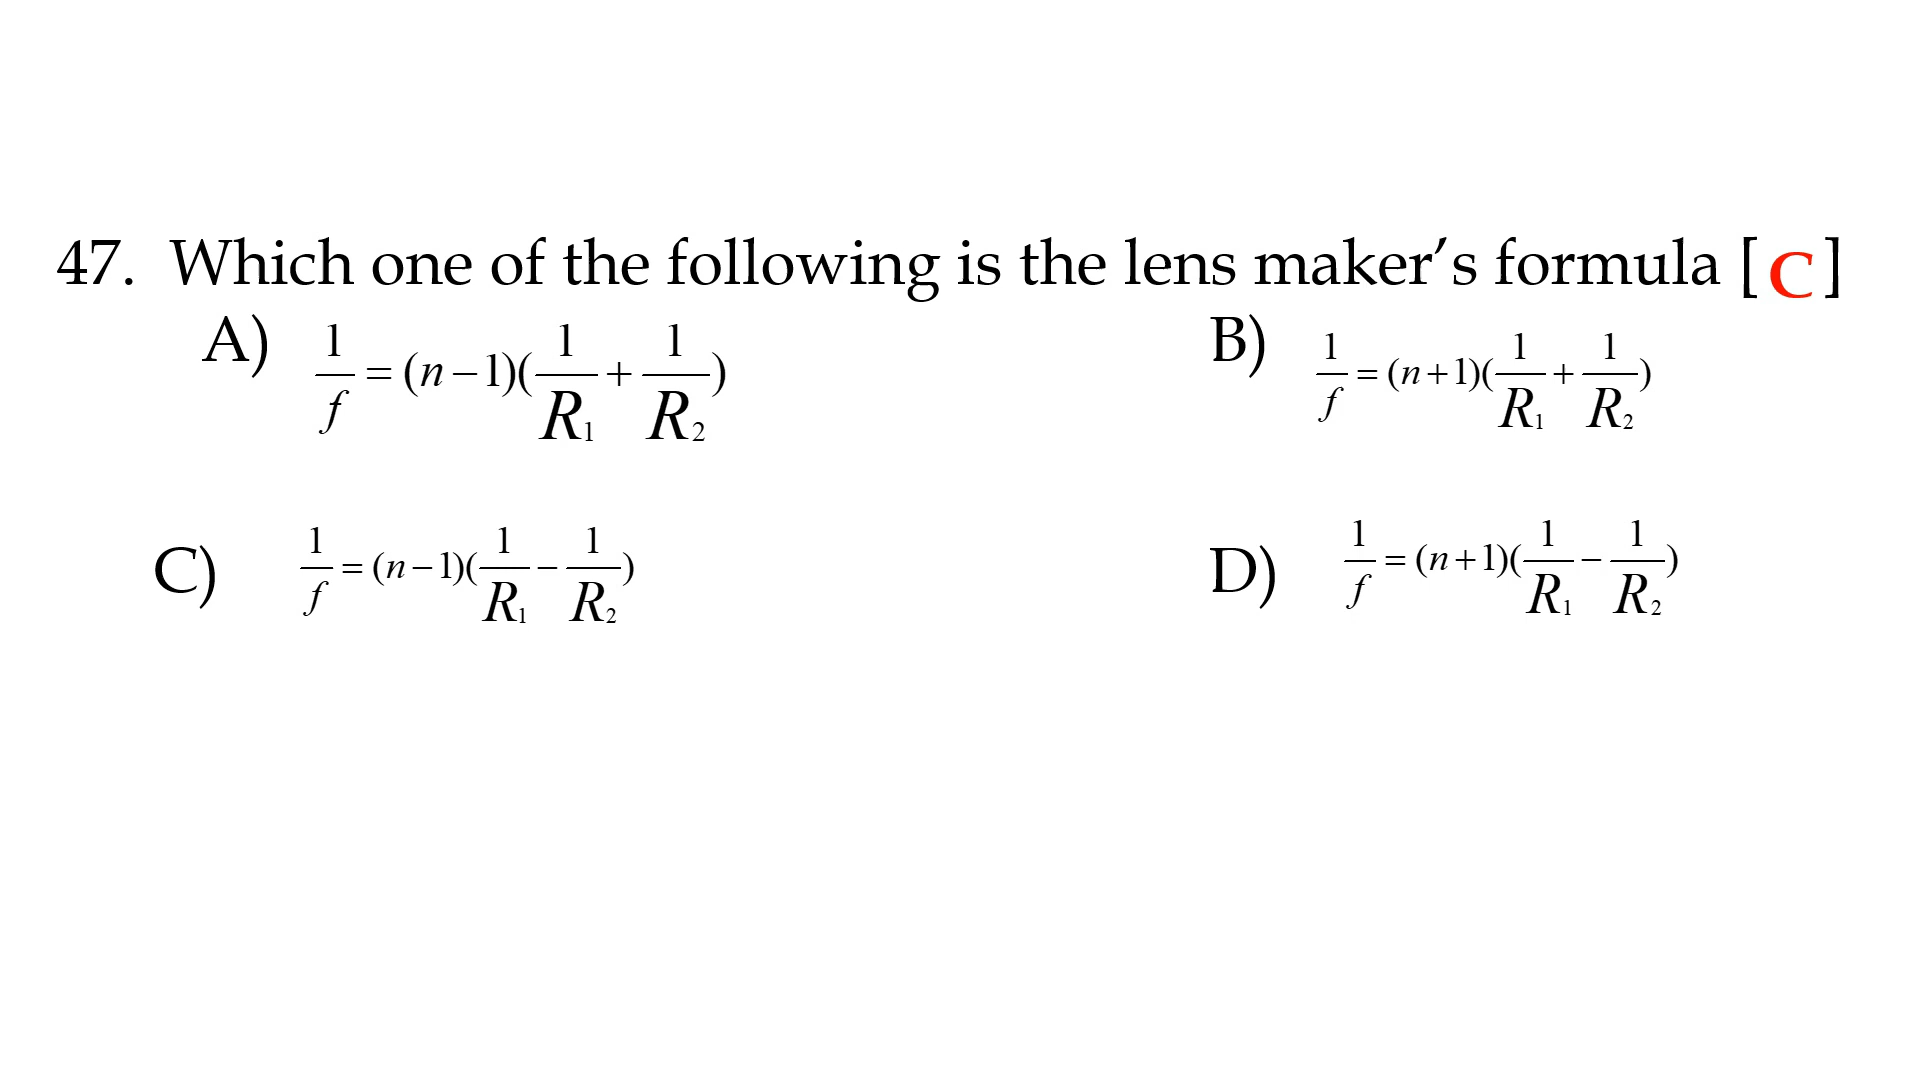 47. Which one of the following is the lens maker’s formula [ C ]
A) 1/f = (n − 1)(1/R₁ + 1/R₂) B) 1/f = (n + 1)(1/R₁ + 1/R₂)
C) 1/f = (n − 1)(1/R₁ − 1/R₂) D) 1/f = (n + 1)(1/R₁ − 1/R₂)